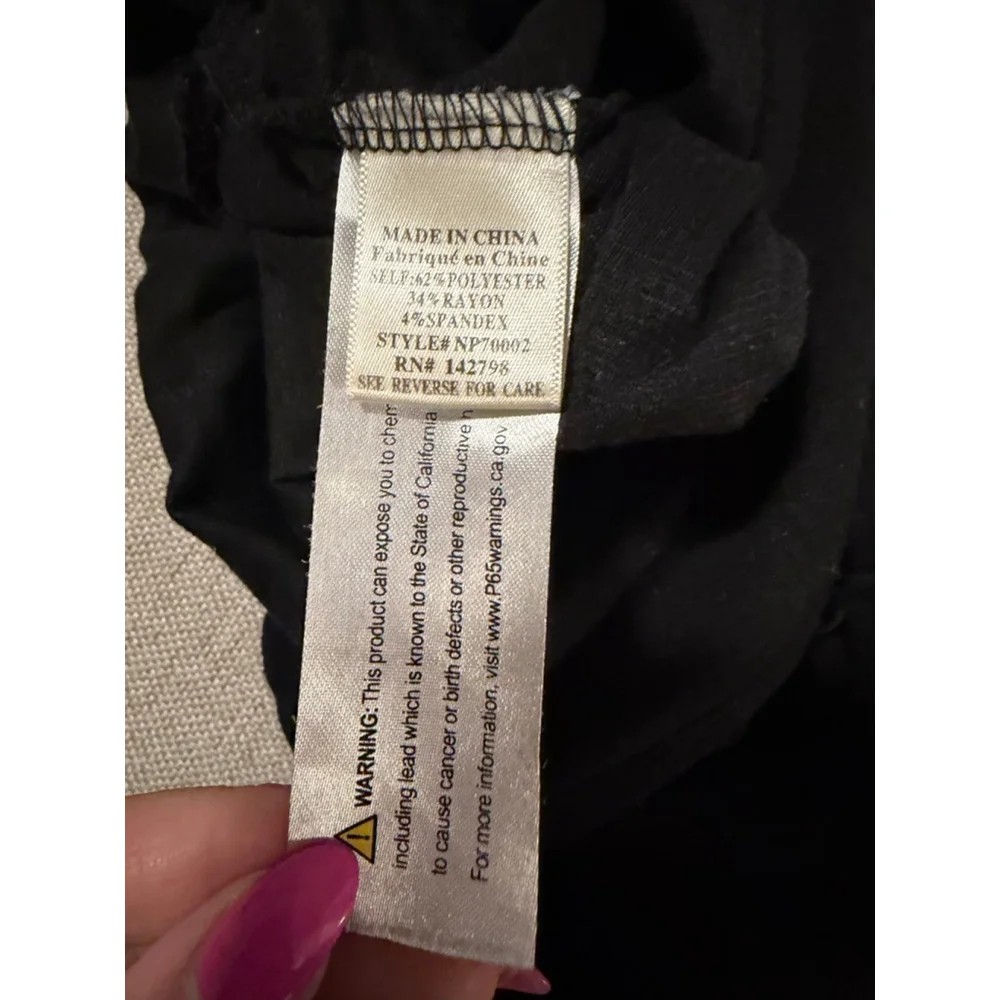 MADE IN CHINA
Fabriqué en Chine
SELF:62%POLYESTER
34%RAYON
4%SPANDEX
STYLE# NP70002
RN# 142798
SEE REVERSE FOR CARE
WARNING: This product can expose you to chem
including lead which is known to the State of California
to cause cancer or birth defects or other reproductive h
For more information, visit www.P65warnings.ca.gov